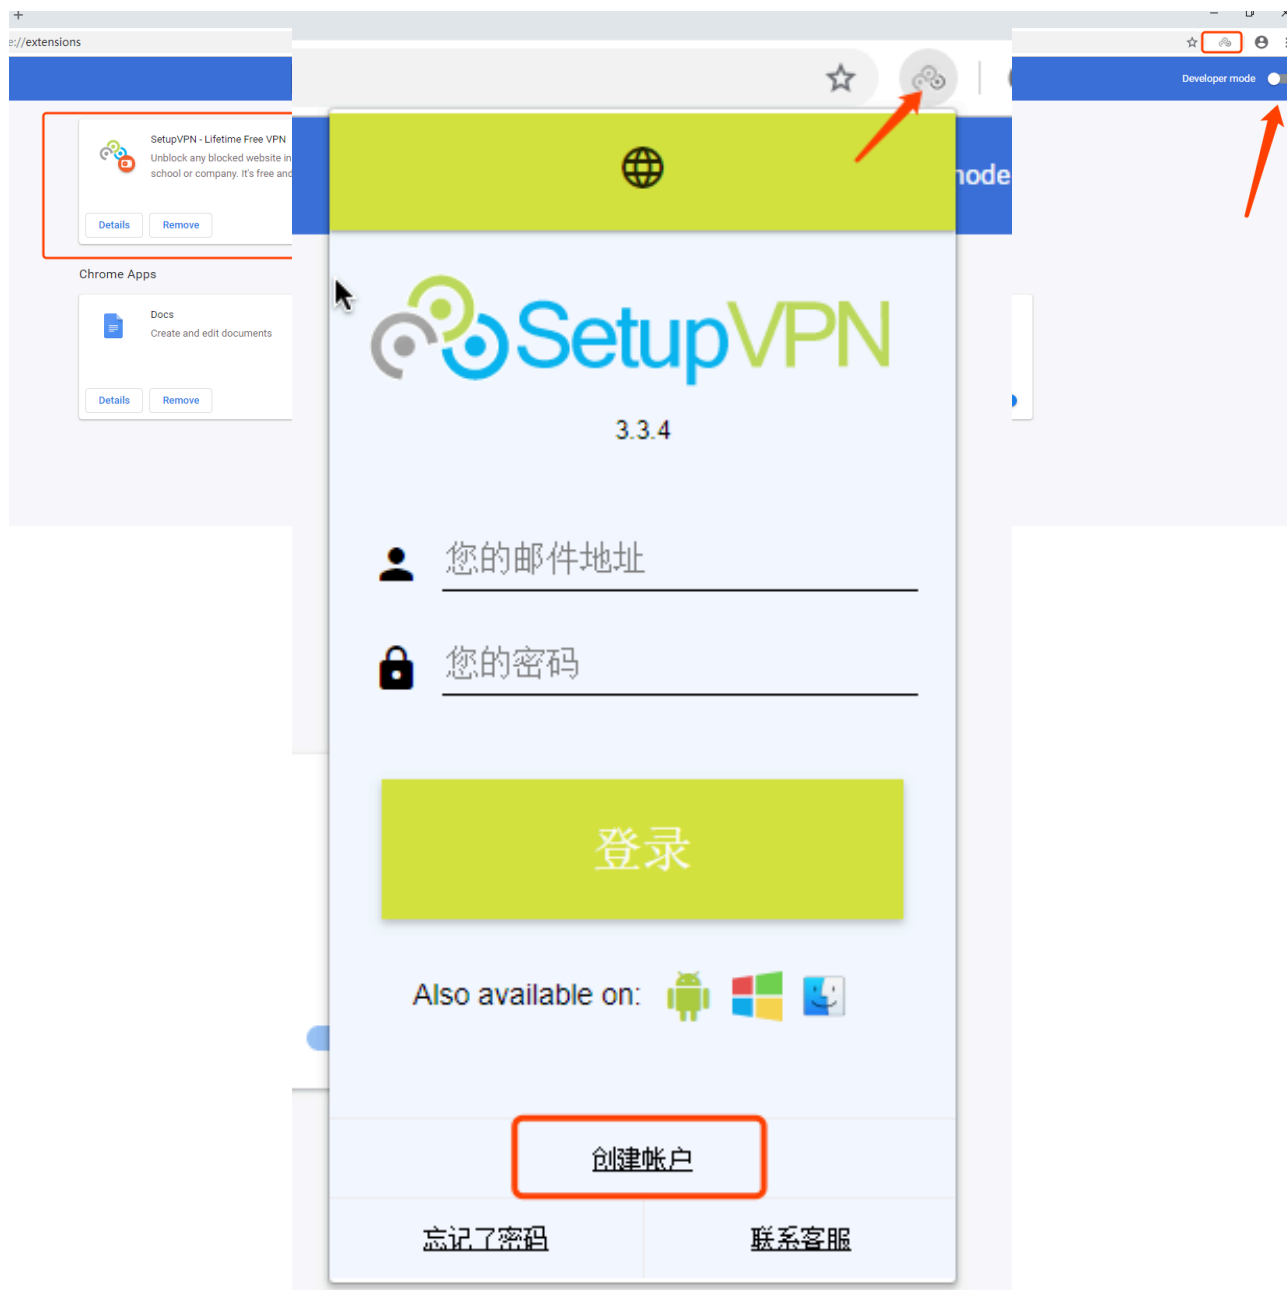 e://extensions
Developer mode
SetupVPN - Lifetime Free VPN
Unblock any blocked website in
school or company. It's free and
Details Remove
Chrome Apps
Docs
Create and edit documents
Details Remove
node
SetupVPN
3.3.4
您的邮件地址
您的密码
登录
Also available on:
创建帐户
忘记了密码 联系客服